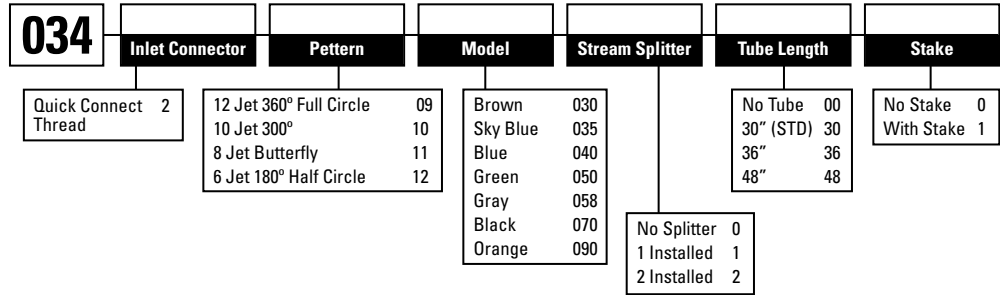 034
Inlet Connector
Pettern
Model
Stream Splitter
Tube Length
Stake
Quick Connect 2
Thread
12 Jet 360º Full Circle 09
10 Jet 300º 10
8 Jet Butterfly 11
6 Jet 180º Half Circle 12
Brown 030
Sky Blue 035
Blue 040
Green 050
Gray 058
Black 070
Orange 090
No Splitter 0
1 Installed 1
2 Installed 2
No Tube 00
30” (STD) 30
36” 36
48” 48
No Stake 0
With Stake 1